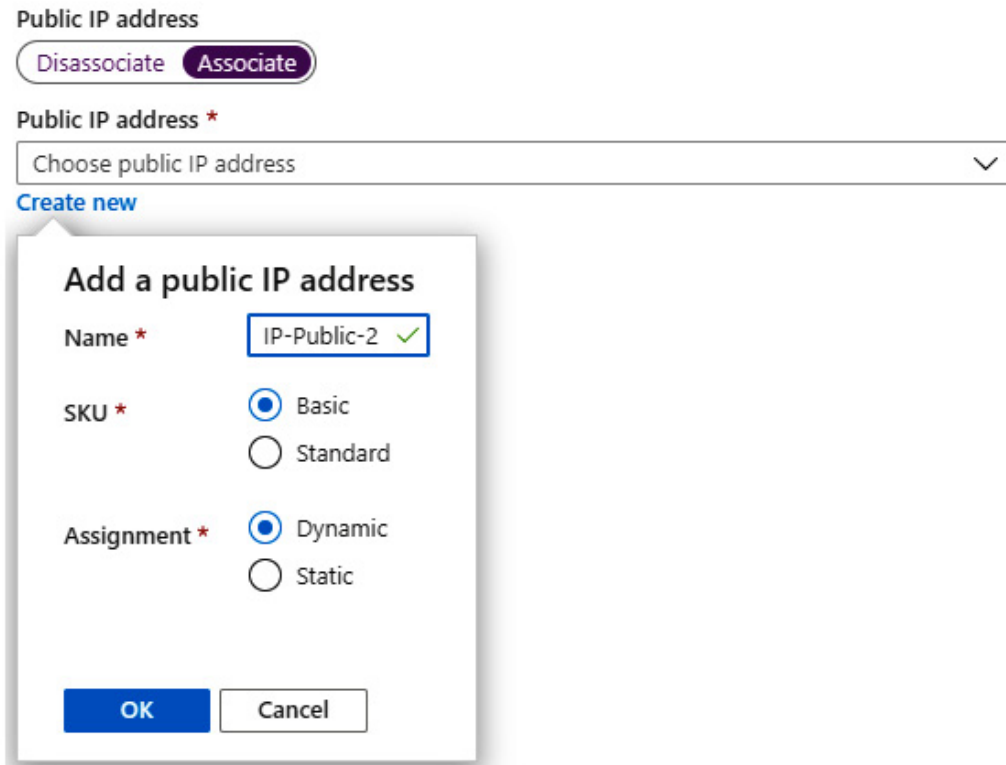 Public IP address
Disassociate Associate
Public IP address *
Choose public IP address
Create new
Add a public IP address
Name * IP-Public-2
SKU * Basic
Standard
Assignment * Dynamic
Static
OK Cancel